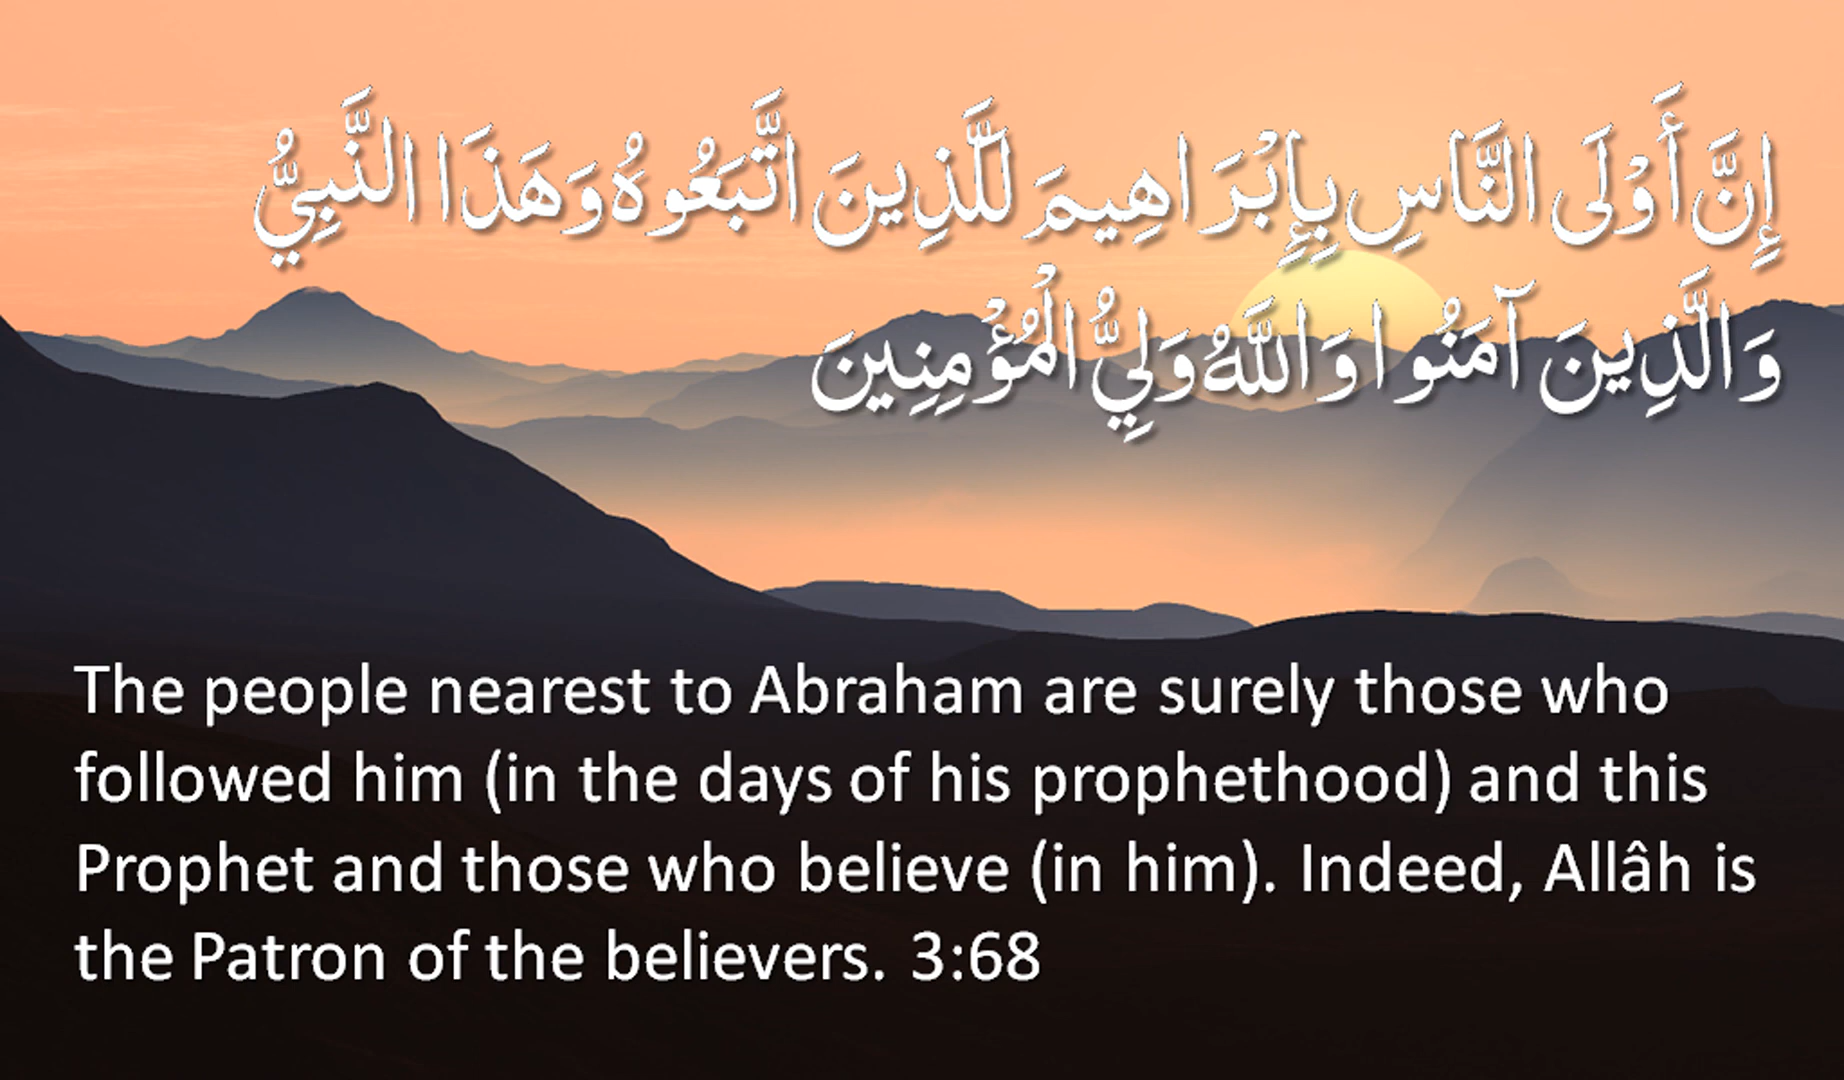 إِنَّ أَوْلَى النَّاسِ بِإِبْرَاهِيمَ لَلَّذِينَ اتَّبَعُوهُ وَهَذَا النَّبِيُّ
وَالَّذِينَ آمَنُوا وَاللَّهُ وَلِيُّ الْمُؤْمِنِينَ
The people nearest to Abraham are surely those who
followed him (in the days of his prophethood) and this
Prophet and those who believe (in him). Indeed, Allâh is
the Patron of the believers. 3:68